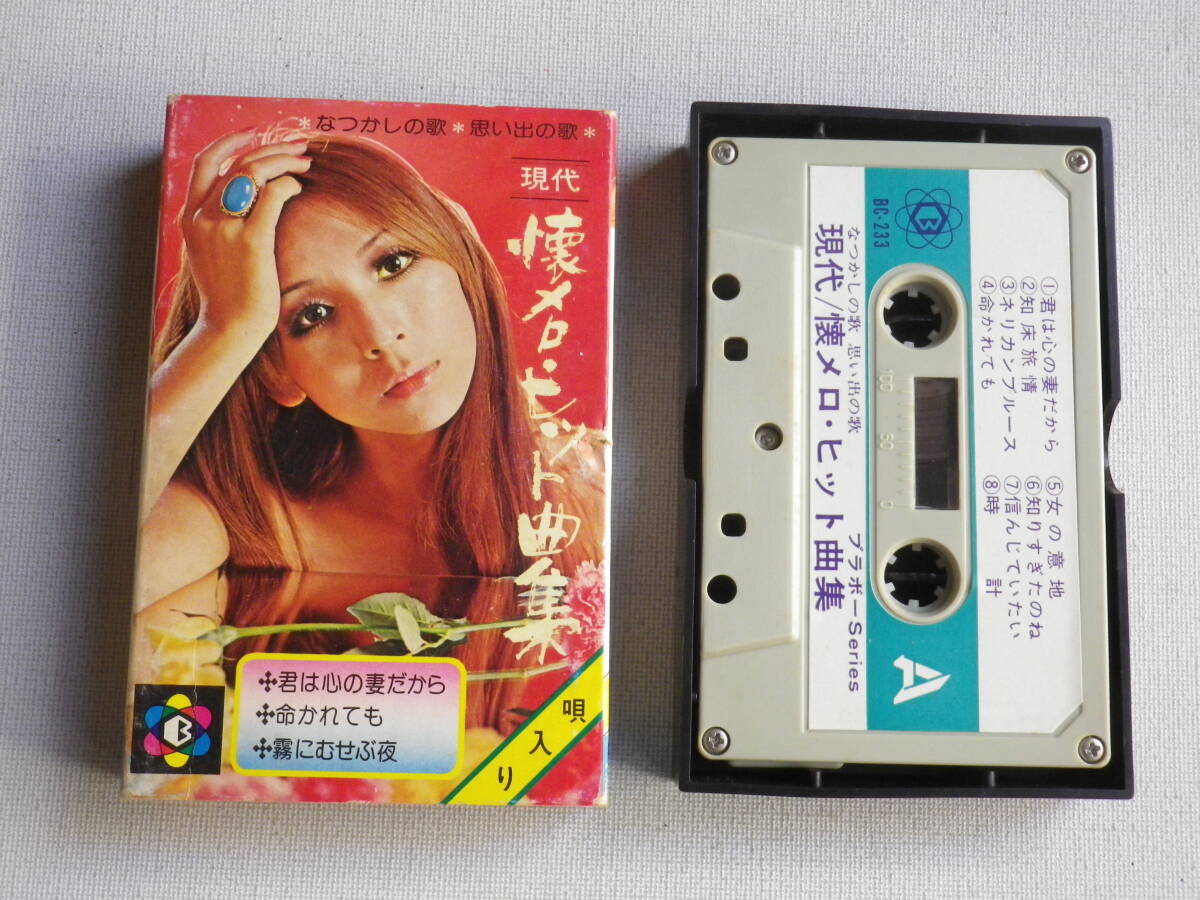 ＊なつかしの歌＊思い出の歌＊
現代
懐メロ・ヒット曲集
君は心の妻だから
命かれても
霧にむせぶ夜
唄入り
B
B
BC-233
なつかしの歌 思い出の歌
現代/懐メロ・ヒット曲集
ブラボーSeries
①君は心の妻だから
②知床旅情
③ネリカンブルース
④命かれても
⑤女の意地
⑥知りすぎたのね
⑦信んじていたい
⑧時計
A
100 50 0